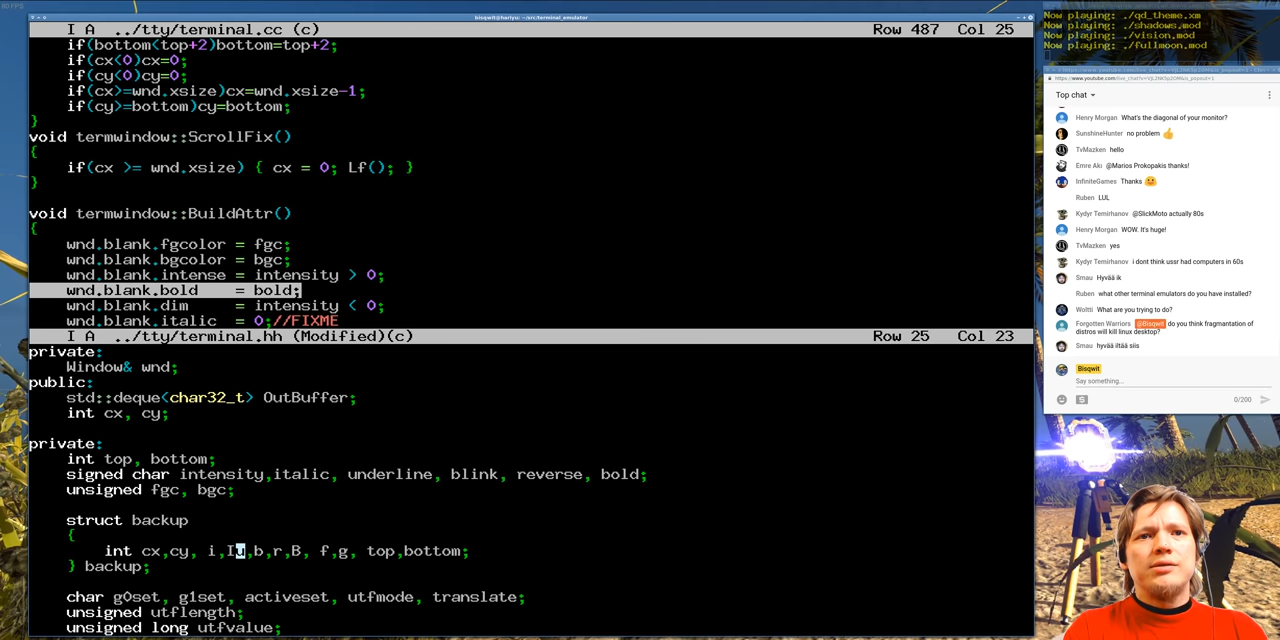 60 FPS
bisqwit@hariyu: ~/src/terminal_emulator
I A ../tty/terminal.cc (c) Row 487 Col 25
if(bottom<top+2)bottom=top+2;
if(cx<0)cx=0;
if(cy<0)cy=0;
if(cx>=wnd.xsize)cx=wnd.xsize-1;
if(cy>=bottom)cy=bottom;
}
void termwindow::ScrollFix()
{
if(cx >= wnd.xsize) { cx = 0; Lf(); }
}
void termwindow::BuildAttr()
{
wnd.blank.fgcolor = fgc;
wnd.blank.bgcolor = bgc;
wnd.blank.intense = intensity > 0;
wnd.blank.bold = bold;
wnd.blank.dim = intensity < 0;
wnd.blank.italic = 0;//FIXME
I A ../tty/terminal.hh (Modified)(c) Row 25 Col 23
private:
Window& wnd;
public:
std::deque<char32_t> OutBuffer;
int cx, cy;
private:
int top, bottom;
signed char intensity,italic, underline, blink, reverse, bold;
unsigned fgc, bgc;
struct backup
{
int cx,cy, i,Iu,b,r,B, f,g, top,bottom;
} backup;
char g0set, g1set, activeset, utfmode, translate;
unsigned utflength;
unsigned long utfvalue;
Now playing: ./qd_theme.xm
Now playing: ./shadows.mod
Now playing: ./vision.mod
Now playing: ./fullmoon.mod
Top chat
Henry Morgan What's the diagonal of your monitor?
SunshineHunter no problem 👍
TvMazken hello
Emre Akı @Marios Prokopakis thanks!
InfiniteGames Thanks 🙂
Ruben LUL
Kydyr Temirhanov @SlickMoto actually 80s
Henry Morgan WOW. It's huge!
TvMazken yes
Kydyr Temirhanov i dont think ussr had computers in 60s
Smau Hyvää ik
Ruben what other terminal emulators do you have installed?
Woltti What are you trying to do?
Forgotten Warriors @Bisqwit do you think fragmantation of
distros will kill linux desktop?
Smau hyvää iltää siis
Bisqwit
Say something...
0/200